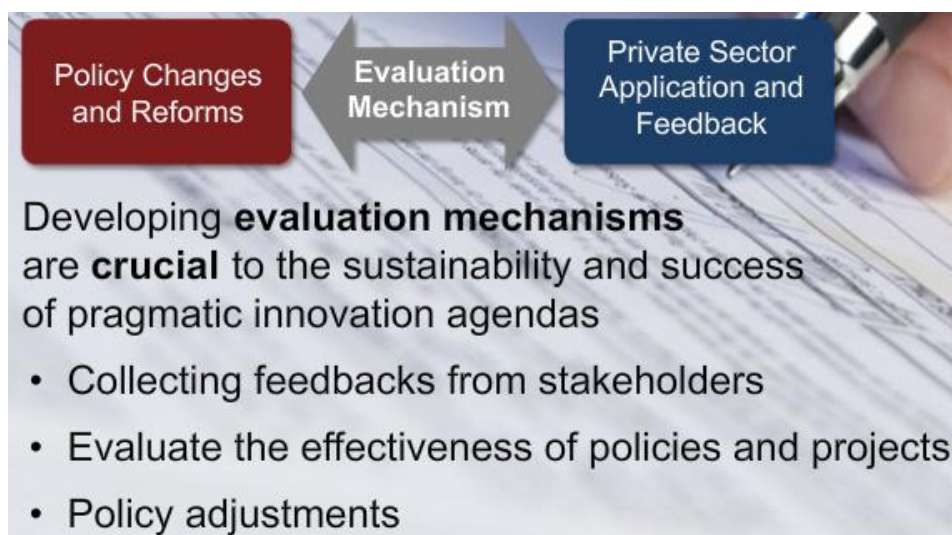 Policy Changes
and Reforms
Evaluation
Mechanism
Private Sector
Application and
Feedback
Developing evaluation mechanisms
are crucial to the sustainability and success
of pragmatic innovation agendas
• Collecting feedbacks from stakeholders
• Evaluate the effectiveness of policies and projects
• Policy adjustments